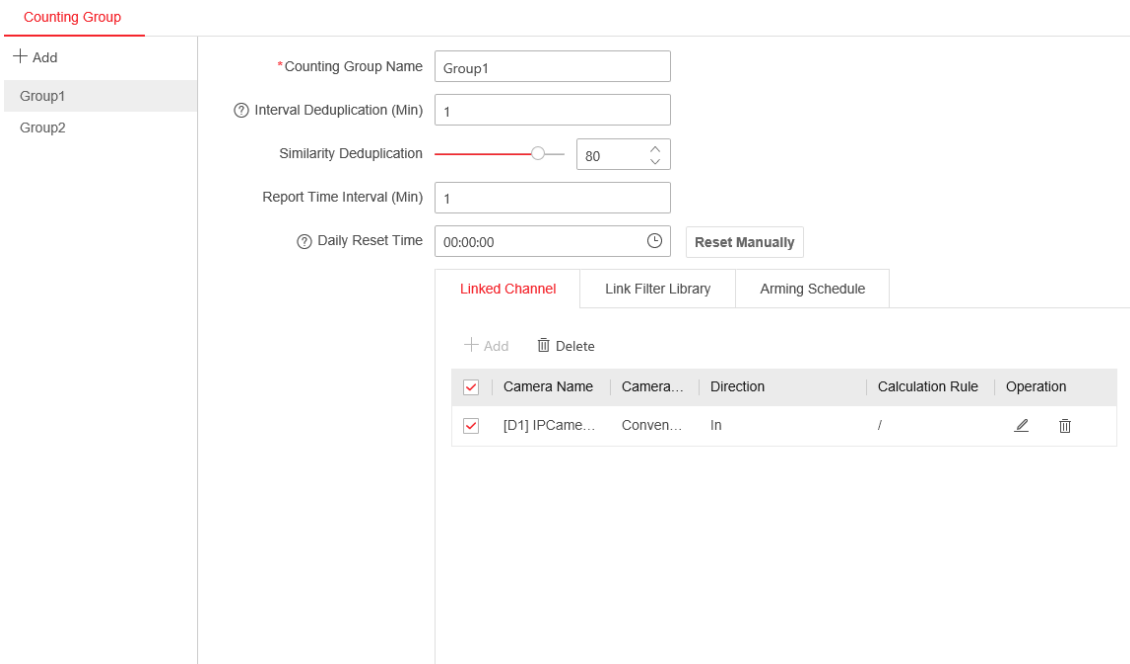 Counting Group
+ Add
Group1
Group2
*Counting Group Name Group1
? Interval Deduplication (Min) 1
Similarity Deduplication 80
Report Time Interval (Min) 1
? Daily Reset Time 00:00:00 Reset Manually
Linked Channel Link Filter Library Arming Schedule
+ Add Delete
Camera Name Camera... Direction Calculation Rule Operation
[D1] IPCame... Conven... In /